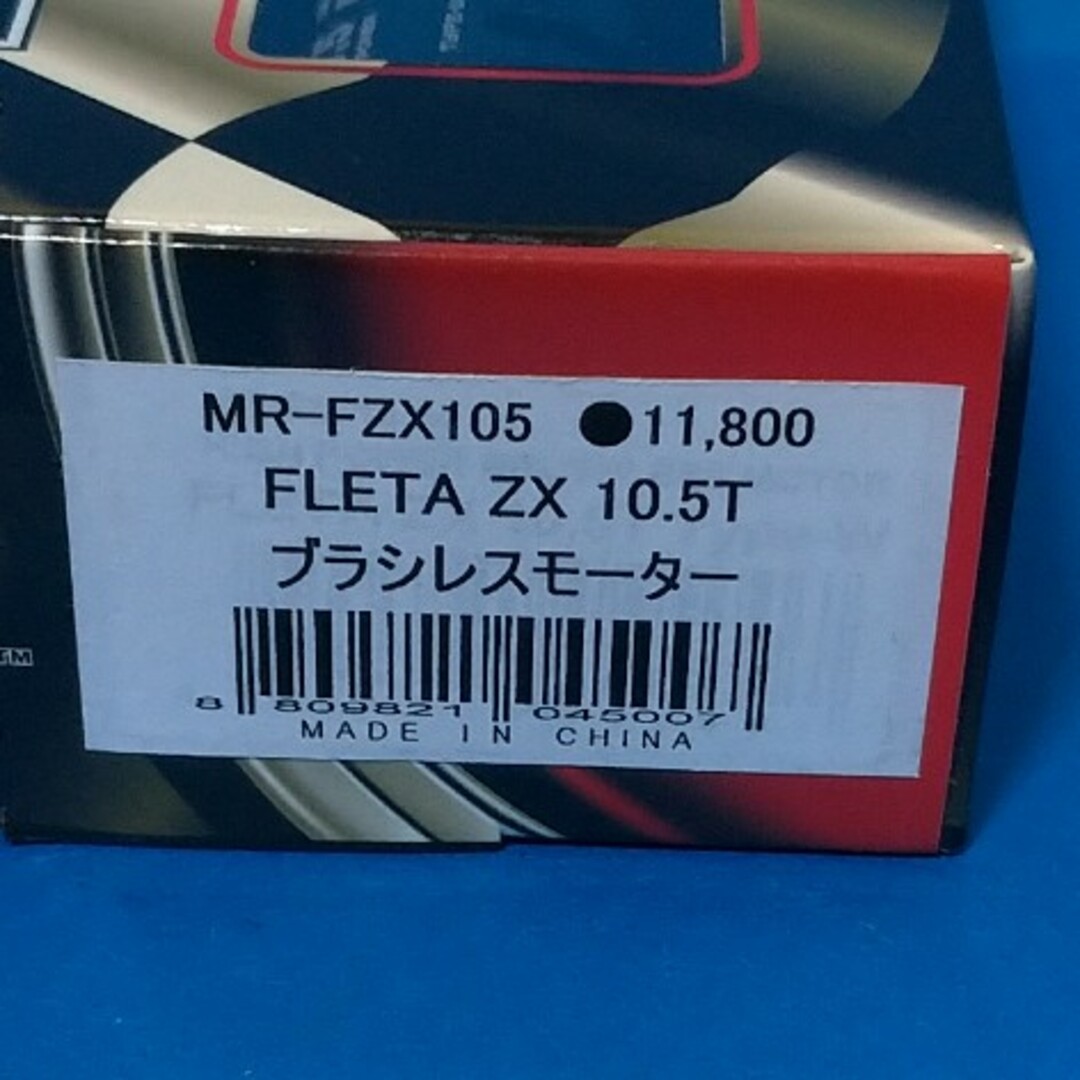 MR-FZX105 ●11,800
FLETA ZX 10.5T
ブラシレスモーター
8 809821 045007
MADE IN CHINA
TM